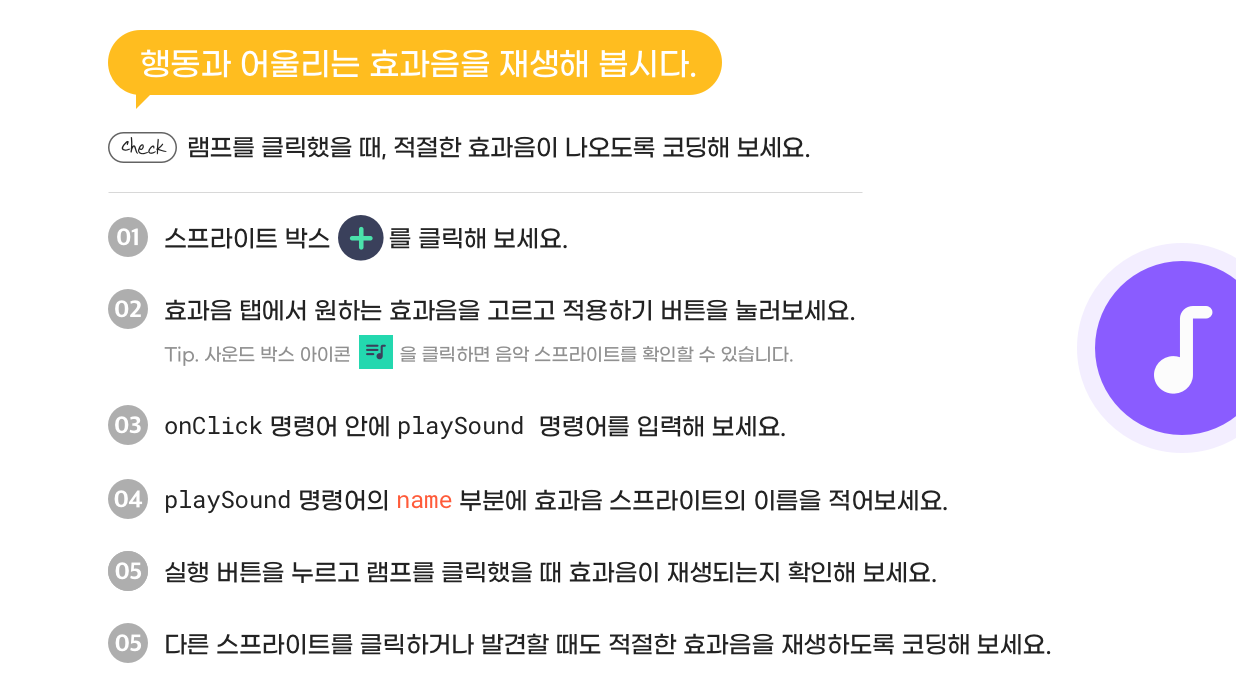 행동과 어울리는 효과음을 재생해 봅시다.
Check 램프를 클릭했을 때, 적절한 효과음이 나오도록 코딩해 보세요.
01 스프라이트 박스 + 를 클릭해 보세요.
02 효과음 탭에서 원하는 효과음을 고르고 적용하기 버튼을 눌러보세요.
Tip. 사운드 박스 아이콘 을 클릭하면 음악 스프라이트를 확인할 수 있습니다.
03 onClick 명령어 안에 playSound 명령어를 입력해 보세요.
04 playSound 명령어의 name 부분에 효과음 스프라이트의 이름을 적어보세요.
05 실행 버튼을 누르고 램프를 클릭했을 때 효과음이 재생되는지 확인해 보세요.
05 다른 스프라이트를 클릭하거나 발견할 때도 적절한 효과음을 재생하도록 코딩해 보세요.